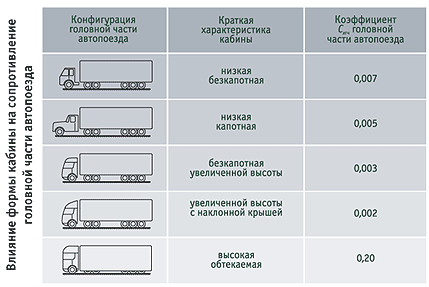 Влияние формы кабины на сопротивление
головной части автопоезда
Конфигурация
головной части
автопоезда
Краткая
характеристика
кабины
Коэффициент
головной
части автопоезда
низкая
безкапотная
0,007
низкая
капотная
0,005
безкапотная
увеличенной высоты
0,003
увеличенной высоты
с наклонной крышей
0,002
высокая
обтекаемая
0,20